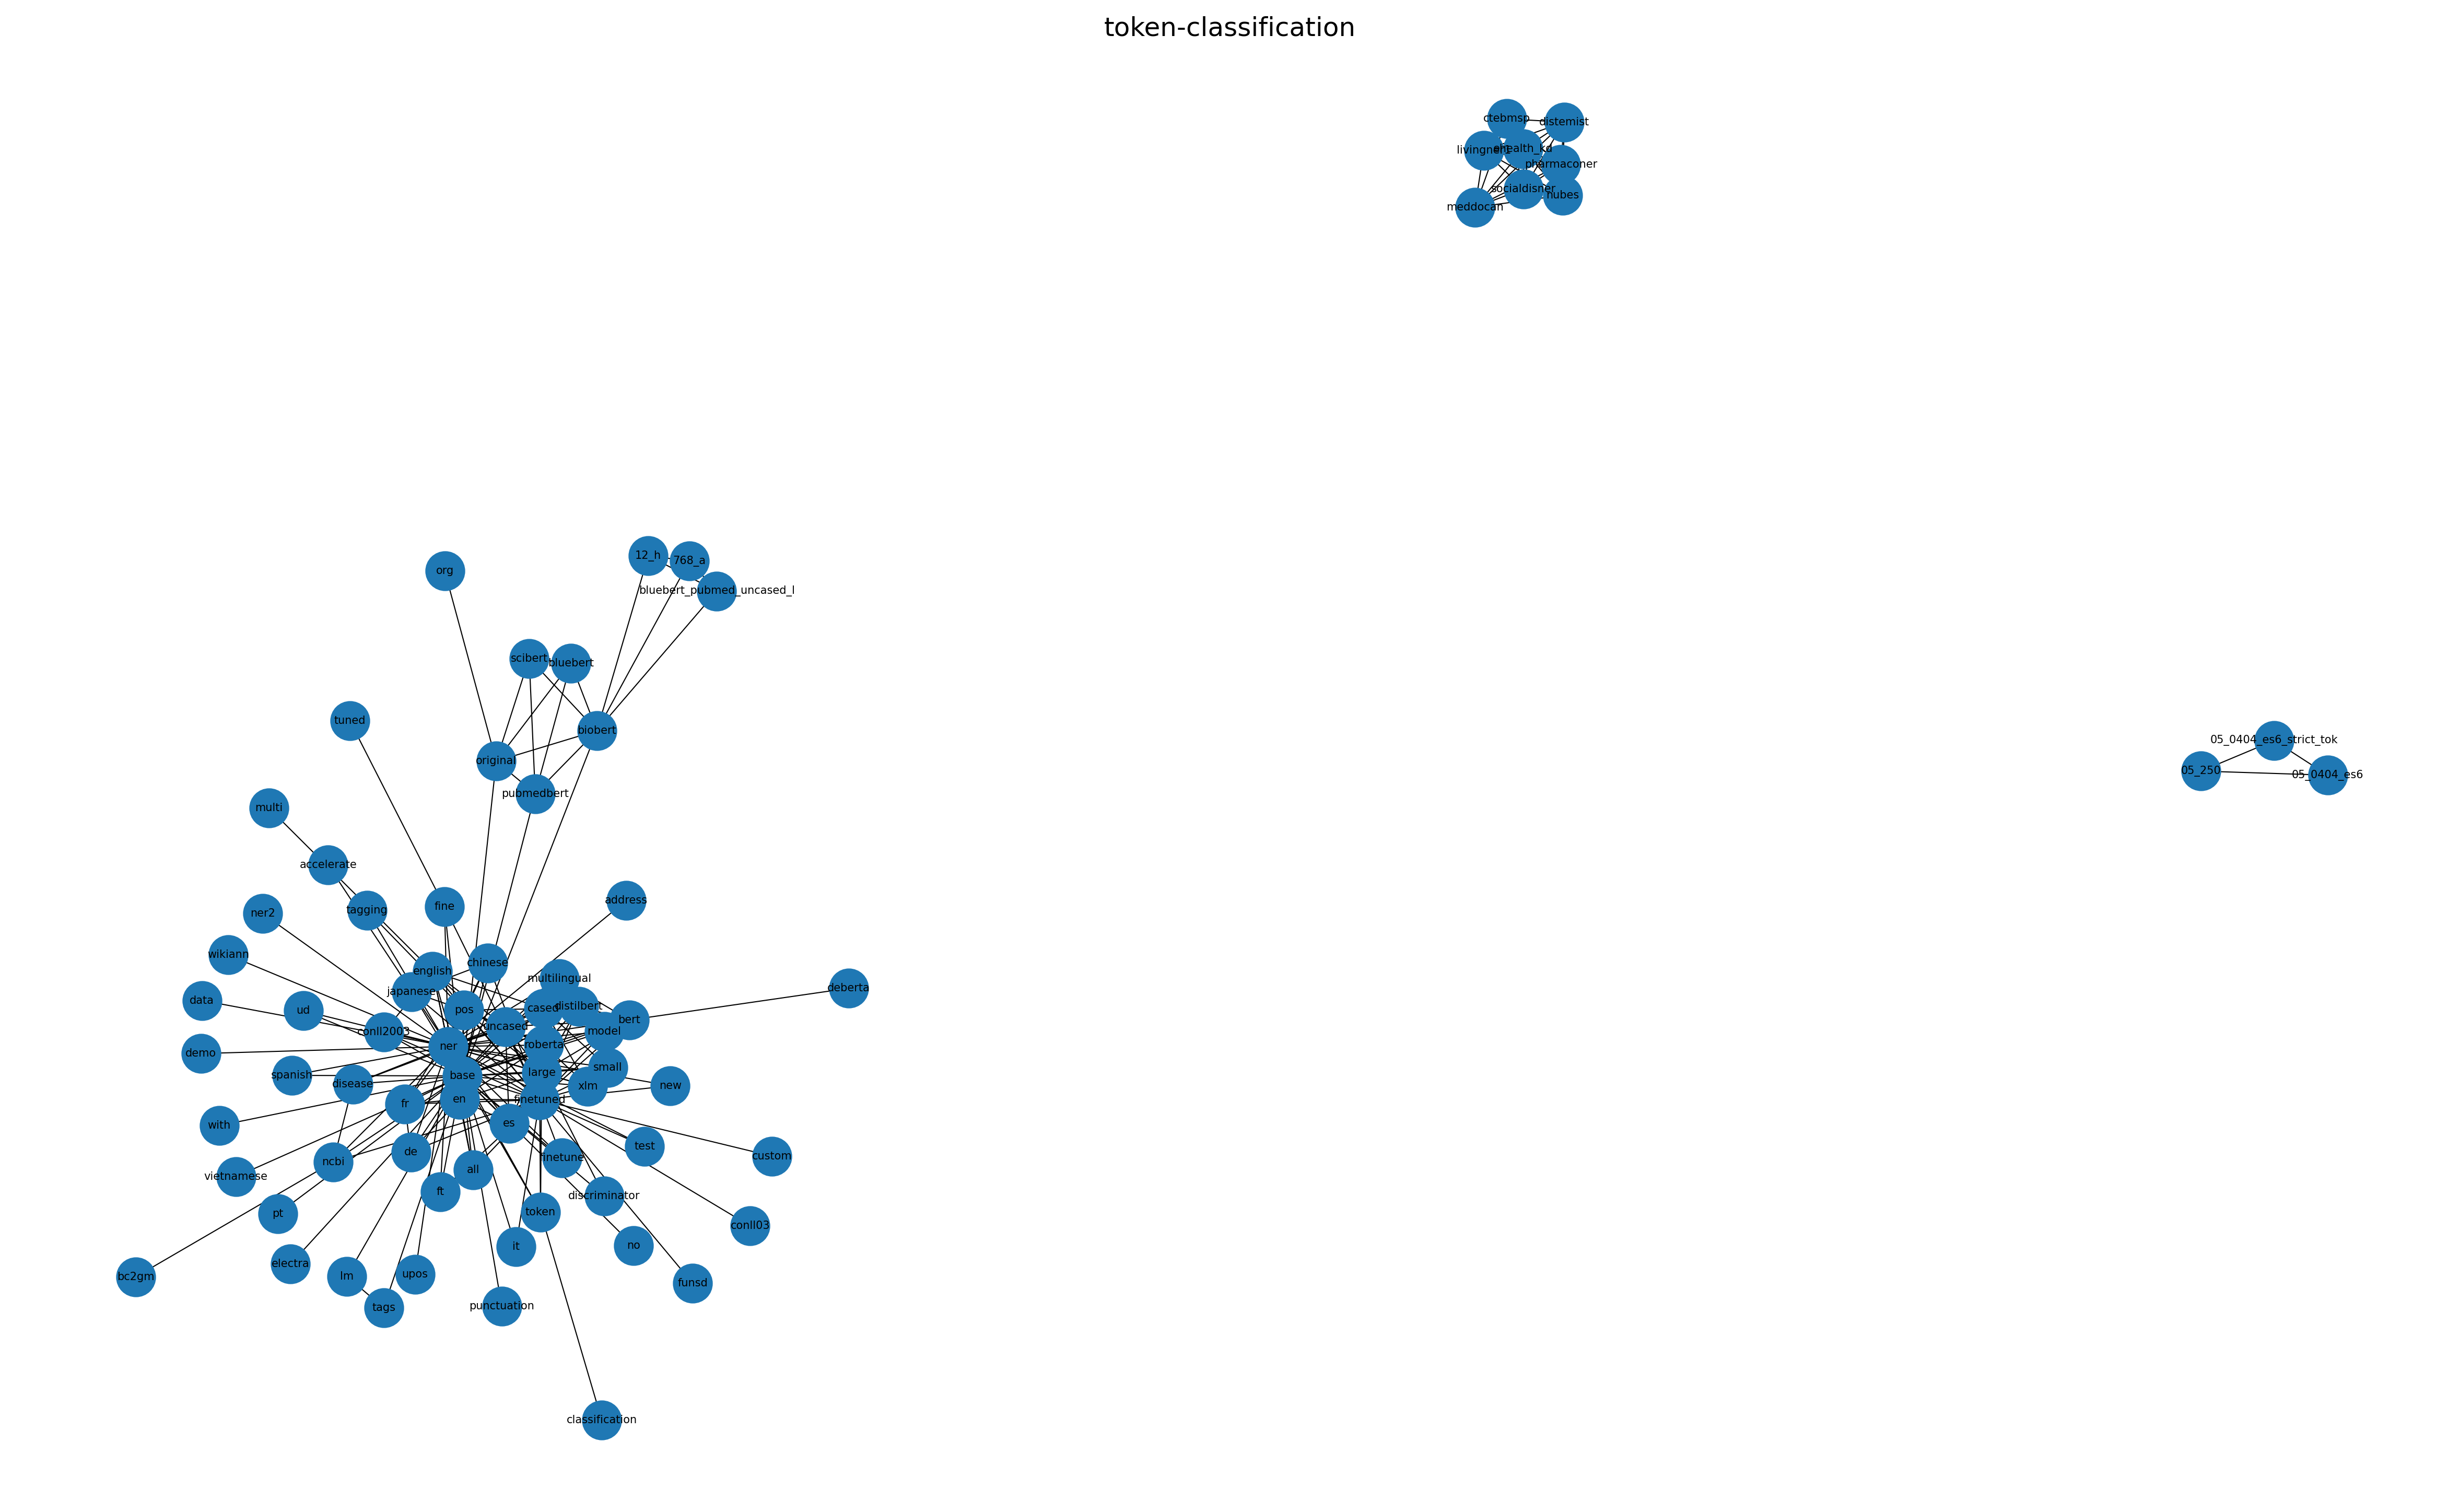 token-classification
ctebmsp
distemist
ehealth_kd
pharmaconer
socialdisner
nubes
meddocan
12_h
768_a
org
bluebert_pubmed_uncased_l
scibert
bluebert
tuned
biobert
05_0404_es6_strict_tok
original
05_250
05_0404_es6
pubmedbert
multi
accelerate
address
fine
tagging
ner2
wikiann
chinese
english
multilingual
deberta
japanese
data
distilbert
cased
ud
pos
bert
uncased
conll2003
model
roberta
ner
demo
small
large
base
spanish
disease
xlm
new
en
finetuned
fr
es
with
test
de
custom
finetune
ncbi
all
vietnamese
ft
discriminator
token
pt
conll03
no
it
electra
upos
lm
bc2gm
funsd
punctuation
tags
classification